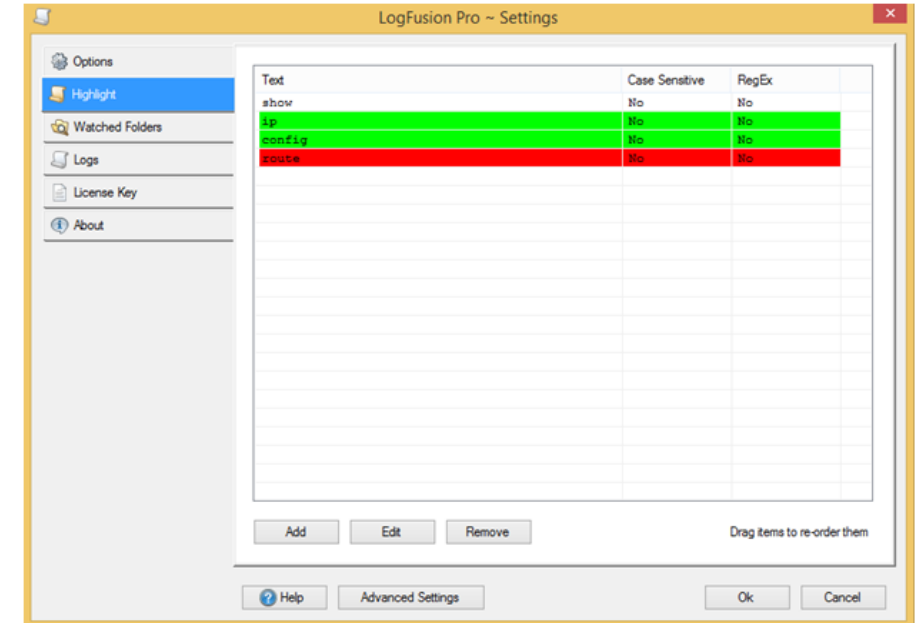 LogFusion Pro ~ Settings
Options
Highlight
Watched Folders
Logs
License Key
About
Text Case Sensitive RegEx
show No No
ip No No
config No No
route No No
Add Edit Remove Drag items to re-order them
Help Advanced Settings Ok Cancel